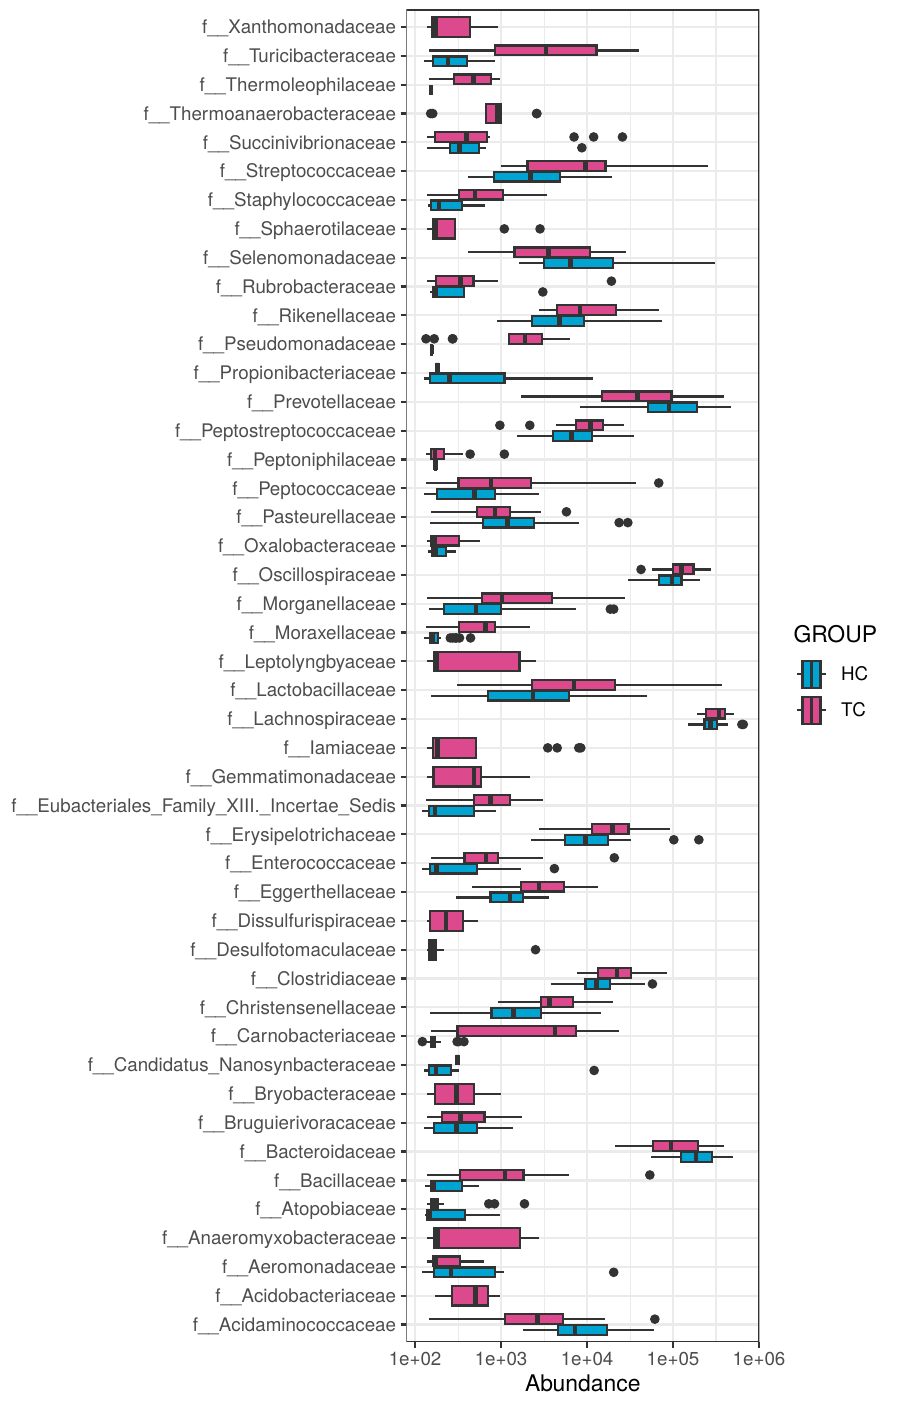 f__Xanthomonadaceae
f__Turicibacteraceae
f__Thermoleophilaceae
f__Thermoanaerobacteraceae
f__Succinivibrionaceae
f__Streptococcaceae
f__Staphylococcaceae
f__Sphaerotilaceae
f__Selenomonadaceae
f__Rubrobacteraceae
f__Rikenellaceae
f__Pseudomonadaceae
f__Propionibacteriaceae
f__Prevotellaceae
f__Peptostreptococcaceae
f__Peptoniphilaceae
f__Peptococcaceae
f__Pasteurellaceae
f__Oxalobacteraceae
f__Oscillospiraceae
f__Morganellaceae
f__Moraxellaceae
f__Leptolyngbyaceae
f__Lactobacillaceae
f__Lachnospiraceae
f__Iamiaceae
f__Gemmatimonadaceae
f__Eubacteriales_Family_XIII._Incertae_Sedis
f__Erysipelotrichaceae
f__Enterococcaceae
f__Eggerthellaceae
f__Dissulfurispiraceae
f__Desulfotomaculaceae
f__Clostridiaceae
f__Christensenellaceae
f__Carnobacteriaceae
f__Candidatus_Nanosynbacteraceae
f__Bryobacteraceae
f__Bruguierivoracaceae
f__Bacteroidaceae
f__Bacillaceae
f__Atopobiaceae
f__Anaeromyxobacteraceae
f__Aeromonadaceae
f__Acidobacteriaceae
f__Acidaminococcaceae
1e+02 1e+03 1e+04 1e+05 1e+06
Abundance
GROUP
HC
TC